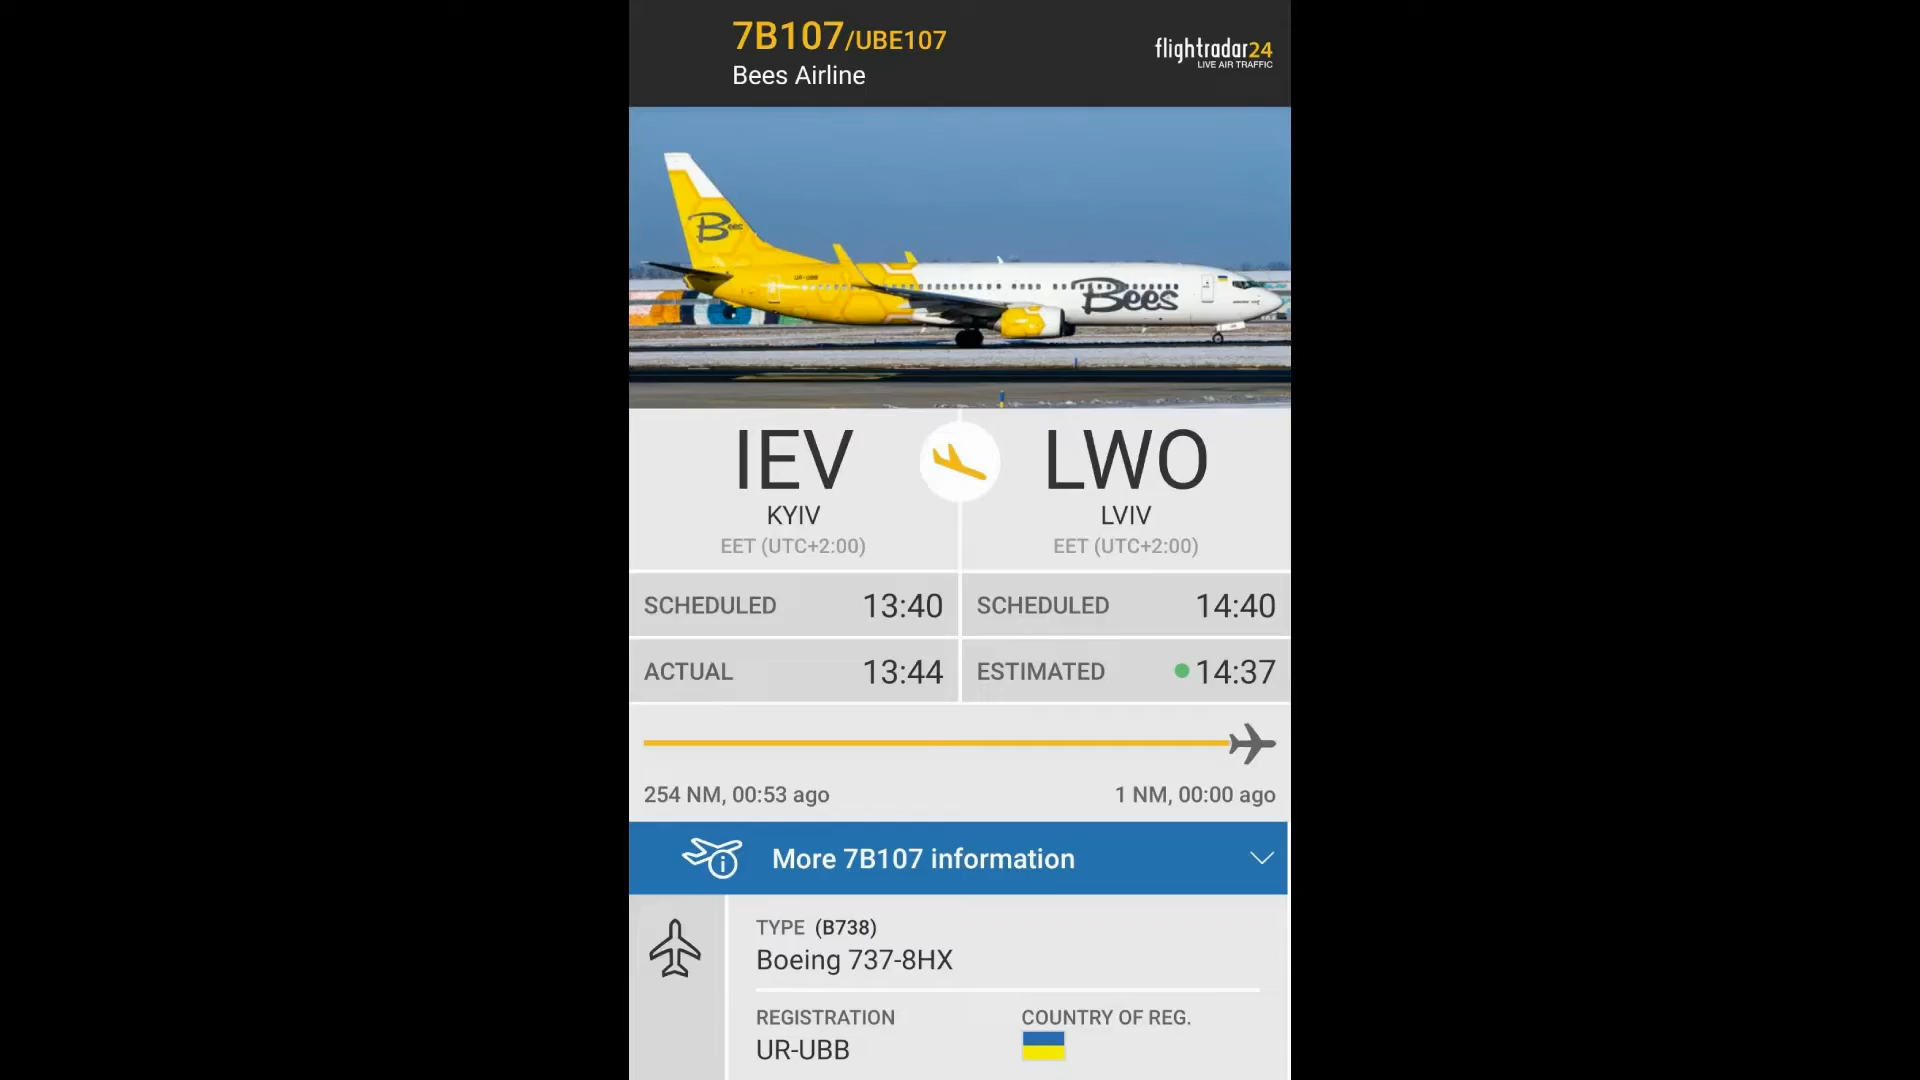 7B107/UBE107
Bees Airline
flightradar24
LIVE AIR TRAFFIC
Bees
UR-UBB
Bees
IEV
LWO
KYIV
LVIV
EET (UTC+2:00)
EET (UTC+2:00)
SCHEDULED 13:40
SCHEDULED 14:40
ACTUAL 13:44
ESTIMATED 14:37
254 NM, 00:53 ago
1 NM, 00:00 ago
More 7B107 information
TYPE (B738)
Boeing 737-8HX
REGISTRATION
COUNTRY OF REG.
UR-UBB